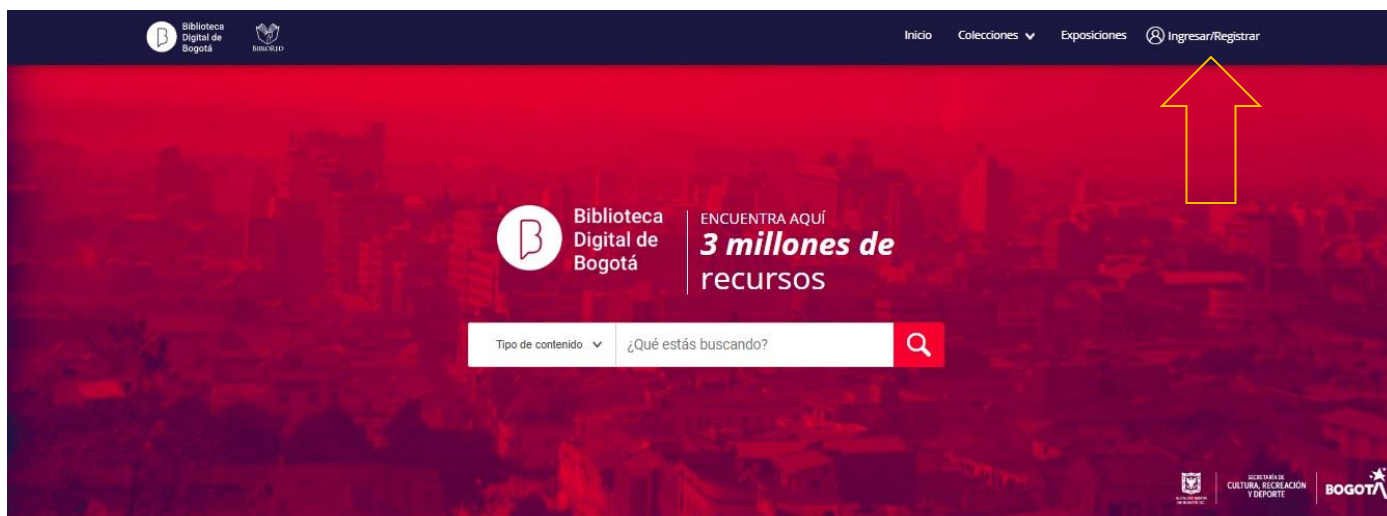 Biblioteca
Digital de
Bogotá
BIBLORED
Inicio Colecciones Exposiciones Ingresar/Registrar
Biblioteca
Digital de
Bogotá
ENCUENTRA AQUÍ
3 millones de
recursos
Tipo de contenido ¿Qué estás buscando?
SECRETARÍA DE
CULTURA, RECREACIÓN
Y DEPORTE
BOGOTÁ